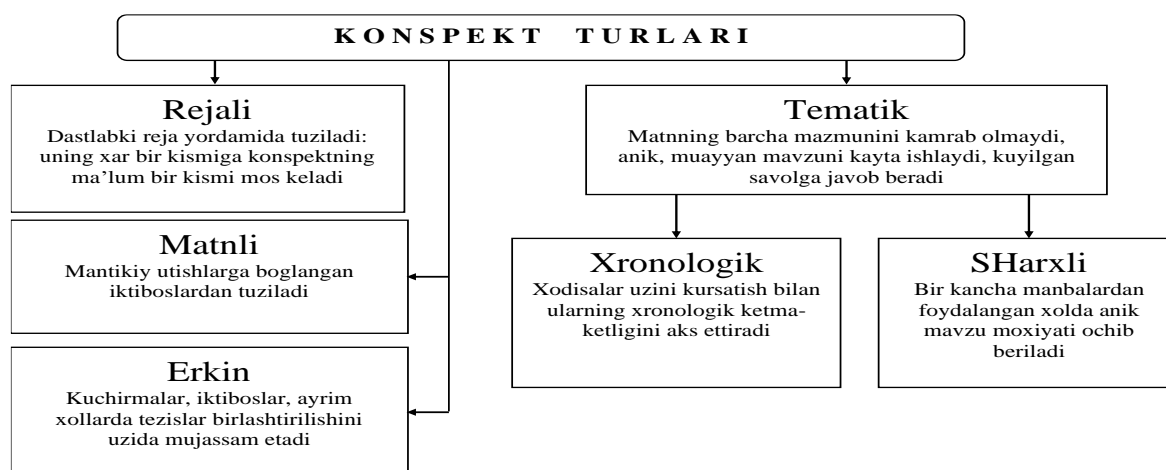 KONSPEKT TURLARI
Rejali
Dastlabki reja yordamida tuziladi:
uning xar bir kismiga konspektning
ma’lum bir kismi mos keladi
Tematik
Matnning barcha mazmunini kamrab olmaydi,
anik, muayyan mavzuni kayta ishlaydi, kuyilgan
savolga javob beradi
Matnli
Mantikiy utishlarga boglangan
iktiboslardan tuziladi
Xronologik
Xodisalar uzini kursatish bilan
ularning xronologik ketma-
ketligini aks ettiradi
SHarxli
Bir kancha manbalardan
foydalangan xolda anik
mavzu moxiyati ochib
beriladi
Erkin
Kuchirmalar, iktiboslar, ayrim
xollarda tezislar birlashtirilishini
uzida mujassam etadi